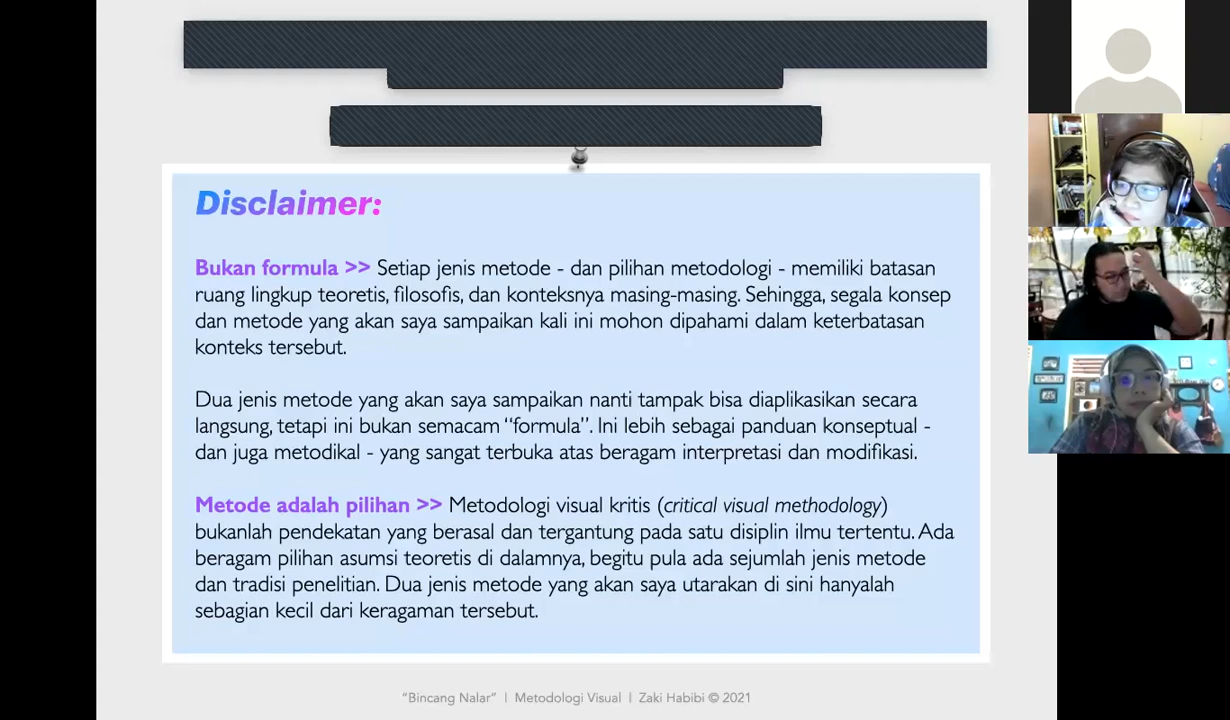 Disclaimer:
Bukan formula >> Setiap jenis metode - dan pilihan metodologi - memiliki batasan
ruang lingkup teoretis, filosofis, dan konteksnya masing-masing. Sehingga, segala konsep
dan metode yang akan saya sampaikan kali ini mohon dipahami dalam keterbatasan
konteks tersebut.
Dua jenis metode yang akan saya sampaikan nanti tampak bisa diaplikasikan secara
langsung, tetapi ini bukan semacam “formula”. Ini lebih sebagai panduan konseptual -
dan juga metodikal - yang sangat terbuka atas beragam interpretasi dan modifikasi.
Metode adalah pilihan >> Metodologi visual kritis (critical visual methodology)
bukanlah pendekatan yang berasal dan tergantung pada satu disiplin ilmu tertentu. Ada
beragam pilihan asumsi teoretis di dalamnya, begitu pula ada sejumlah jenis metode
dan tradisi penelitian. Dua jenis metode yang akan saya utarakan di sini hanyalah
sebagian kecil dari keragaman tersebut.
“Bincang Nalar” | Metodologi Visual | Zaki Habibi © 2021